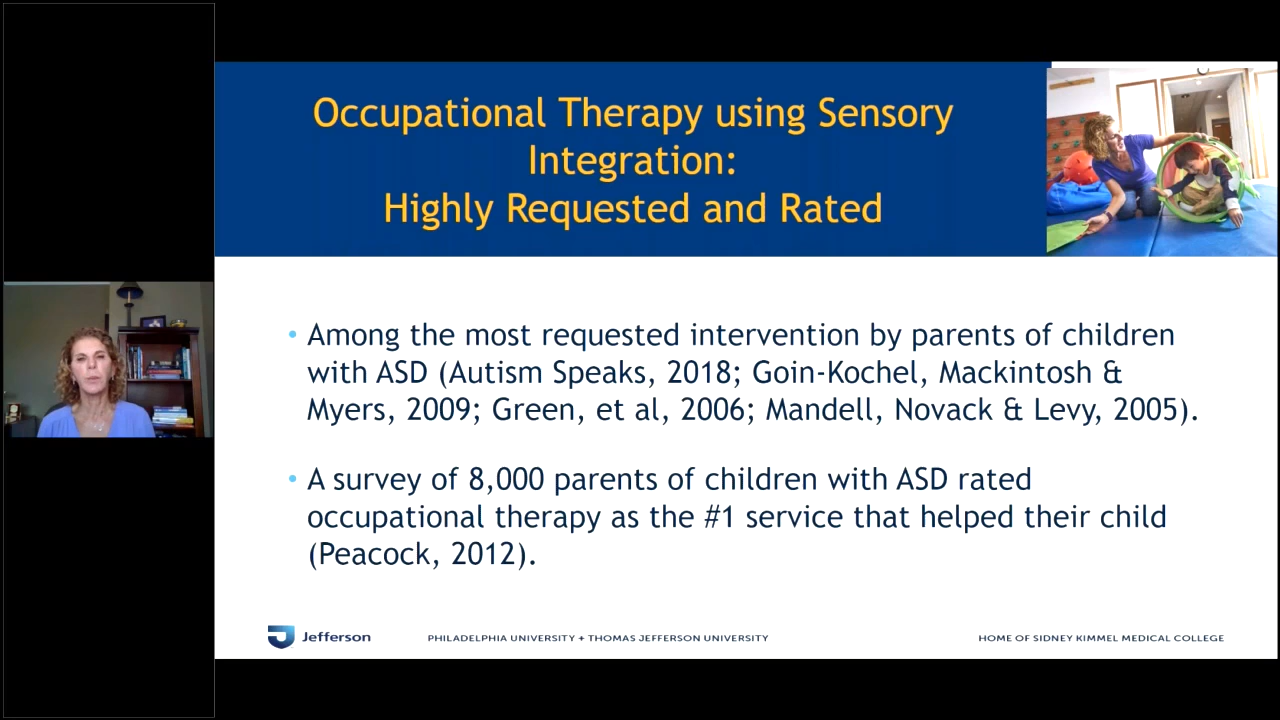 Occupational Therapy using Sensory
Integration:
Highly Requested and Rated
• Among the most requested intervention by parents of children
with ASD (Autism Speaks, 2018; Goin-Kochel, Mackintosh &
Myers, 2009; Green, et al, 2006; Mandell, Novack & Levy, 2005).
• A survey of 8,000 parents of children with ASD rated
occupational therapy as the #1 service that helped their child
(Peacock, 2012).
Jefferson
PHILADELPHIA UNIVERSITY + THOMAS JEFFERSON UNIVERSITY
HOME OF SIDNEY KIMMEL MEDICAL COLLEGE